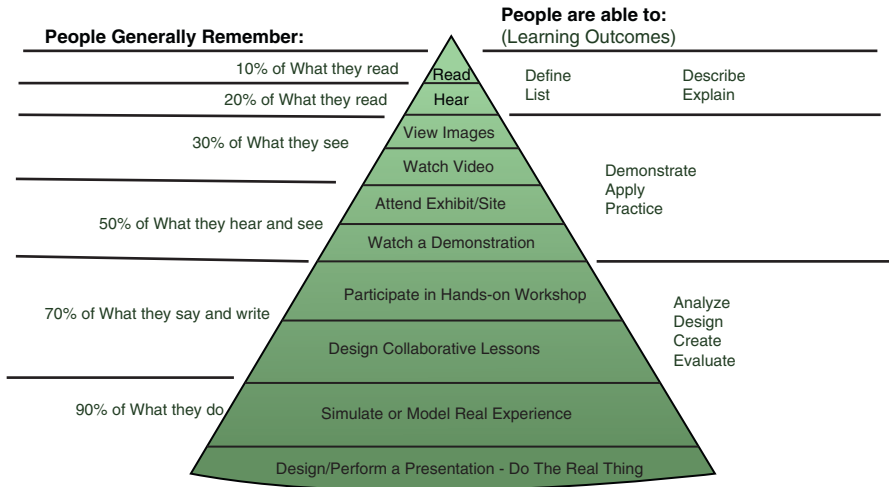 People Generally Remember:
People are able to:
(Learning Outcomes)
10% of What they read
Read
Define
Describe
List
Explain
20% of What they read
Hear
View Images
30% of What they see
Watch Video
Demonstrate
Apply
Practice
Attend Exhibit/Site
50% of What they hear and see
Watch a Demonstration
Participate in Hands-on Workshop
70% of What they say and write
Analyze
Design
Create
Evaluate
Design Collaborative Lessons
90% of What they do
Simulate or Model Real Experience
Design/Perform a Presentation - Do The Real Thing